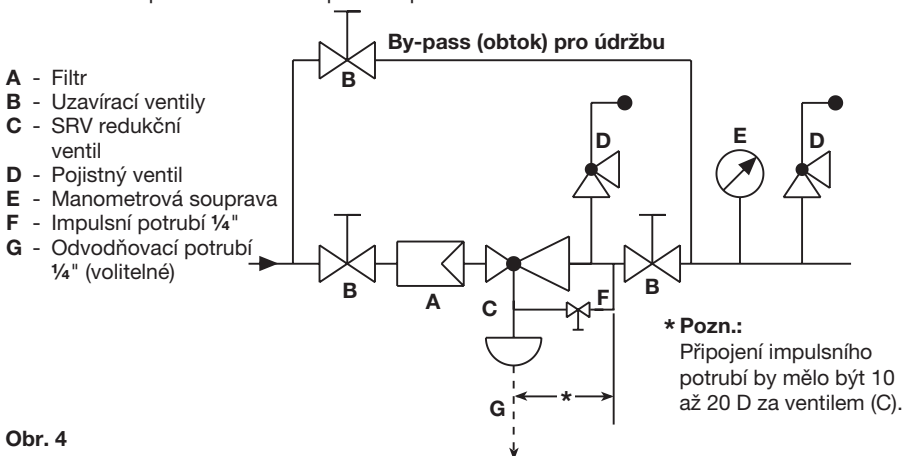 By-pass (obtok) pro údržbu
B
A - Filtr
B - Uzavírací ventily
C - SRV redukční
ventil
D - Pojistný ventil
E - Manometrová souprava
F - Impulsní potrubí ¼"
G - Odvodňovací potrubí
¼" (volitelné)
D
E
D
B
A
C
F
B
G
*
* Pozn.:
Připojení impulsního
potrubí by mělo být 10
až 20 D za ventilem (C).
Obr. 4